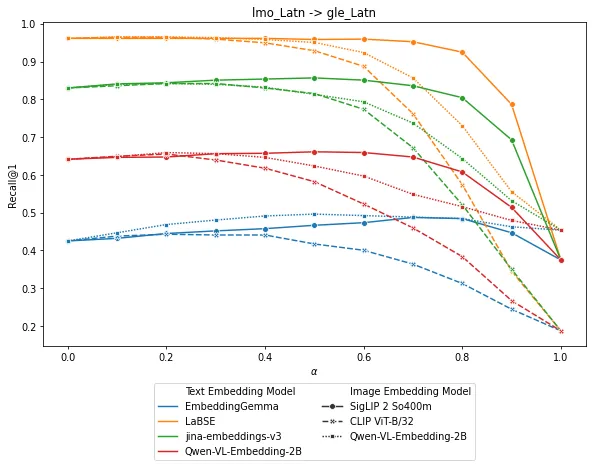 lmo_Latn -> gle_Latn
Recall@1
1.0
0.9
0.8
0.7
0.6
0.5
0.4
0.3
0.2
0.0 0.2 0.4 0.6 0.8 1.0
α
Text Embedding Model Image Embedding Model
EmbeddingGemma SigLIP 2 So400m
LaBSE CLIP ViT-B/32
jina-embeddings-v3 Qwen-VL-Embedding-2B
Qwen-VL-Embedding-2B